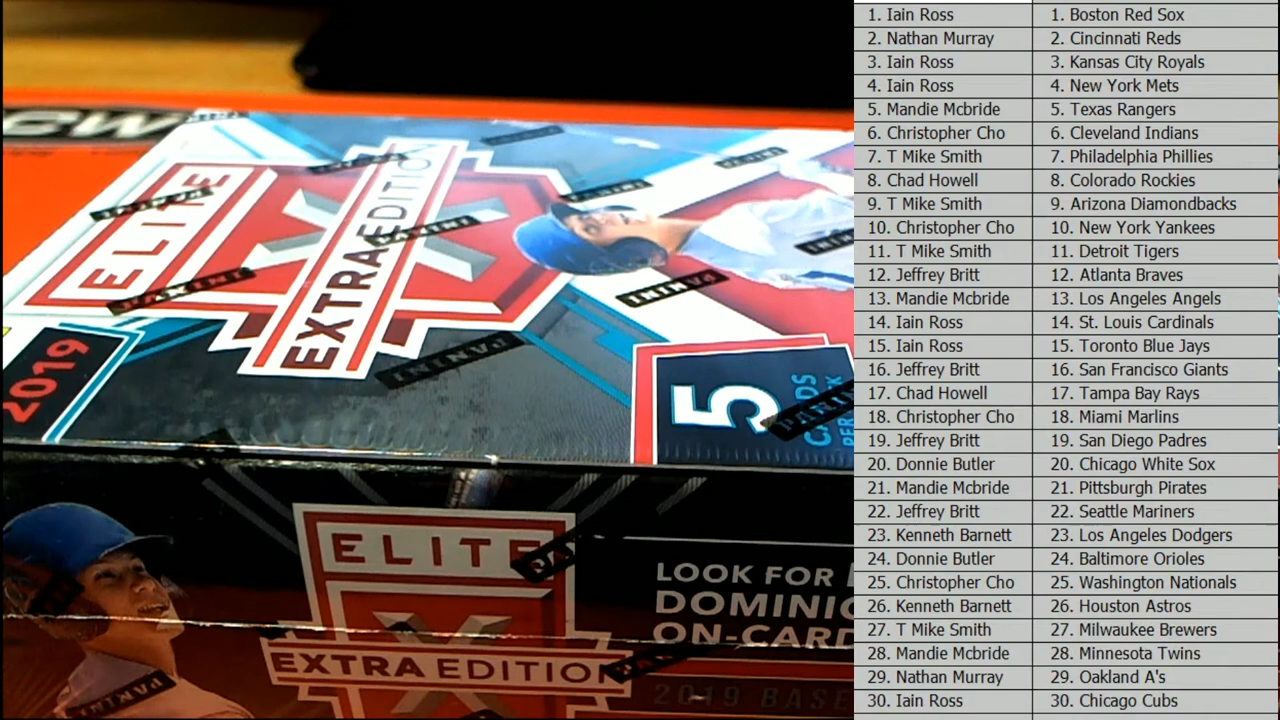 CW
ELITE
EXTRA EDITION
2019
5
CARDS
PER
PANINI
ELITE
EXTRA EDITION
LOOK FOR
DOMINIC
ON-CARD
2019 BASE
1. Iain Ross 1. Boston Red Sox
2. Nathan Murray 2. Cincinnati Reds
3. Iain Ross 3. Kansas City Royals
4. Iain Ross 4. New York Mets
5. Mandie Mcbride 5. Texas Rangers
6. Christopher Cho 6. Cleveland Indians
7. T Mike Smith 7. Philadelphia Phillies
8. Chad Howell 8. Colorado Rockies
9. T Mike Smith 9. Arizona Diamondbacks
10. Christopher Cho 10. New York Yankees
11. T Mike Smith 11. Detroit Tigers
12. Jeffrey Britt 12. Atlanta Braves
13. Mandie Mcbride 13. Los Angeles Angels
14. Iain Ross 14. St. Louis Cardinals
15. Iain Ross 15. Toronto Blue Jays
16. Jeffrey Britt 16. San Francisco Giants
17. Chad Howell 17. Tampa Bay Rays
18. Christopher Cho 18. Miami Marlins
19. Jeffrey Britt 19. San Diego Padres
20. Donnie Butler 20. Chicago White Sox
21. Mandie Mcbride 21. Pittsburgh Pirates
22. Jeffrey Britt 22. Seattle Mariners
23. Kenneth Barnett 23. Los Angeles Dodgers
24. Donnie Butler 24. Baltimore Orioles
25. Christopher Cho 25. Washington Nationals
26. Kenneth Barnett 26. Houston Astros
27. T Mike Smith 27. Milwaukee Brewers
28. Mandie Mcbride 28. Minnesota Twins
29. Nathan Murray 29. Oakland A's
30. Iain Ross 30. Chicago Cubs